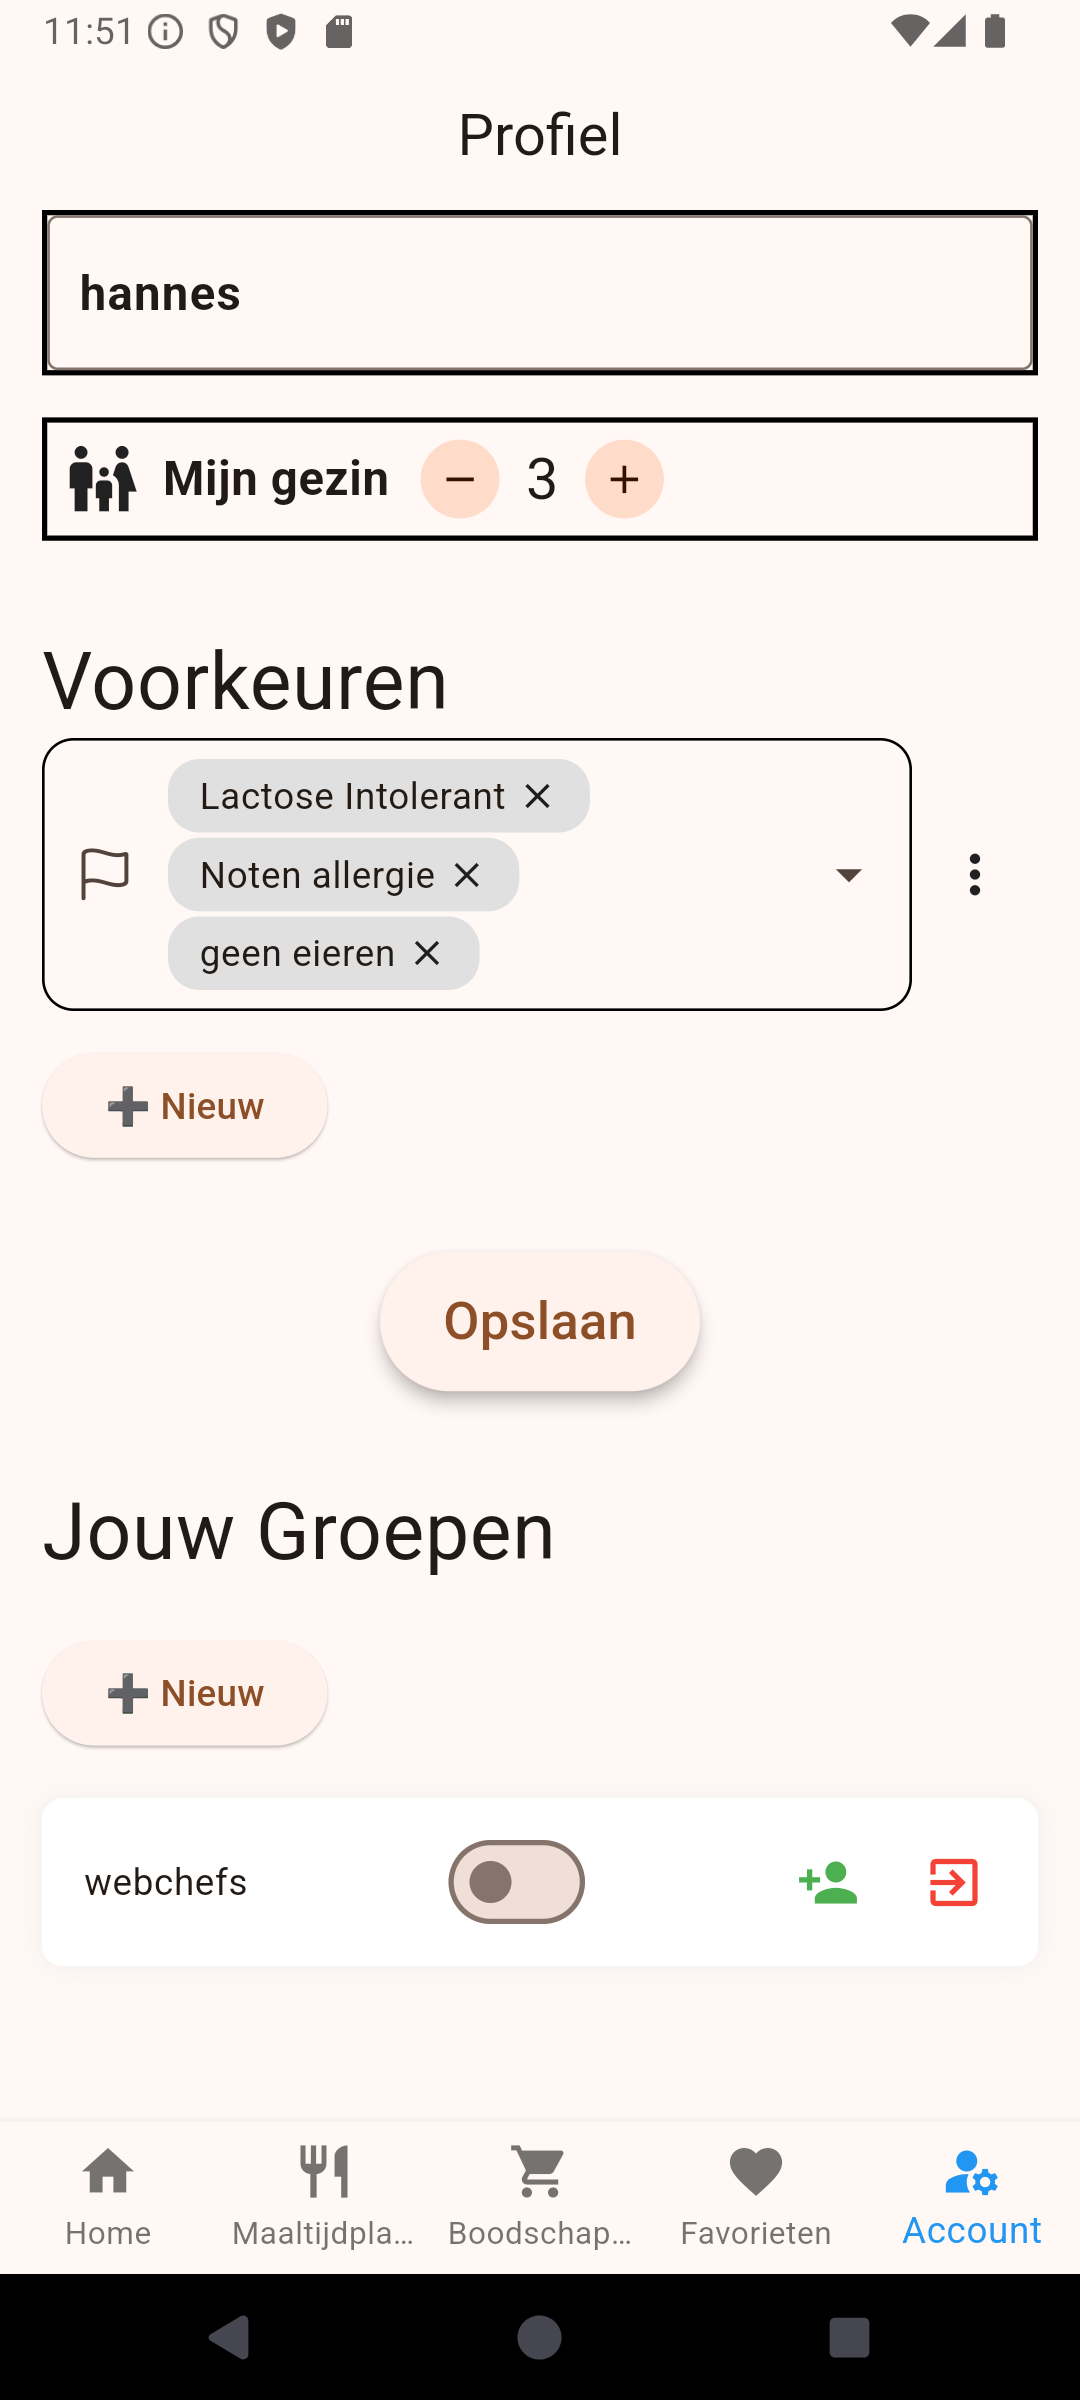 11:51
Profiel
hannes
Mijn gezin 3
Voorkeuren
Lactose Intolerant
Noten allergie
geen eieren
Nieuw
Opslaan
Jouw Groepen
Nieuw
webchefs
Home Maaltijdpla... Boodschap... Favorieten Account